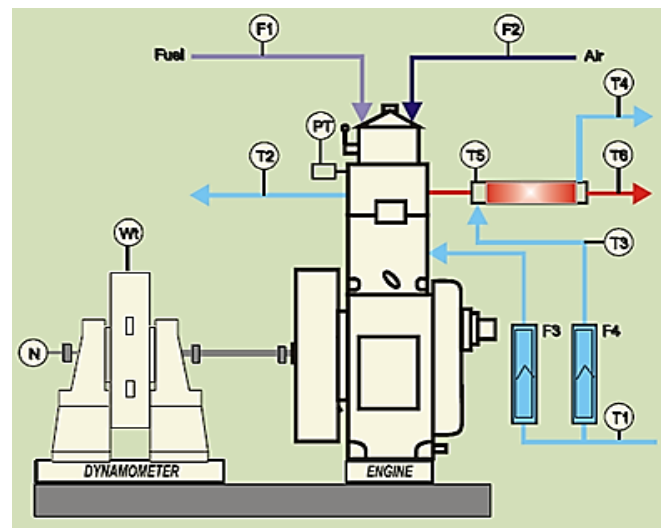 F1
F2
Fuel
Air
T4
PT
T2
T5
T6
Wt
T3
F3
F4
N
T1
DYNAMOMETER
ENGINE